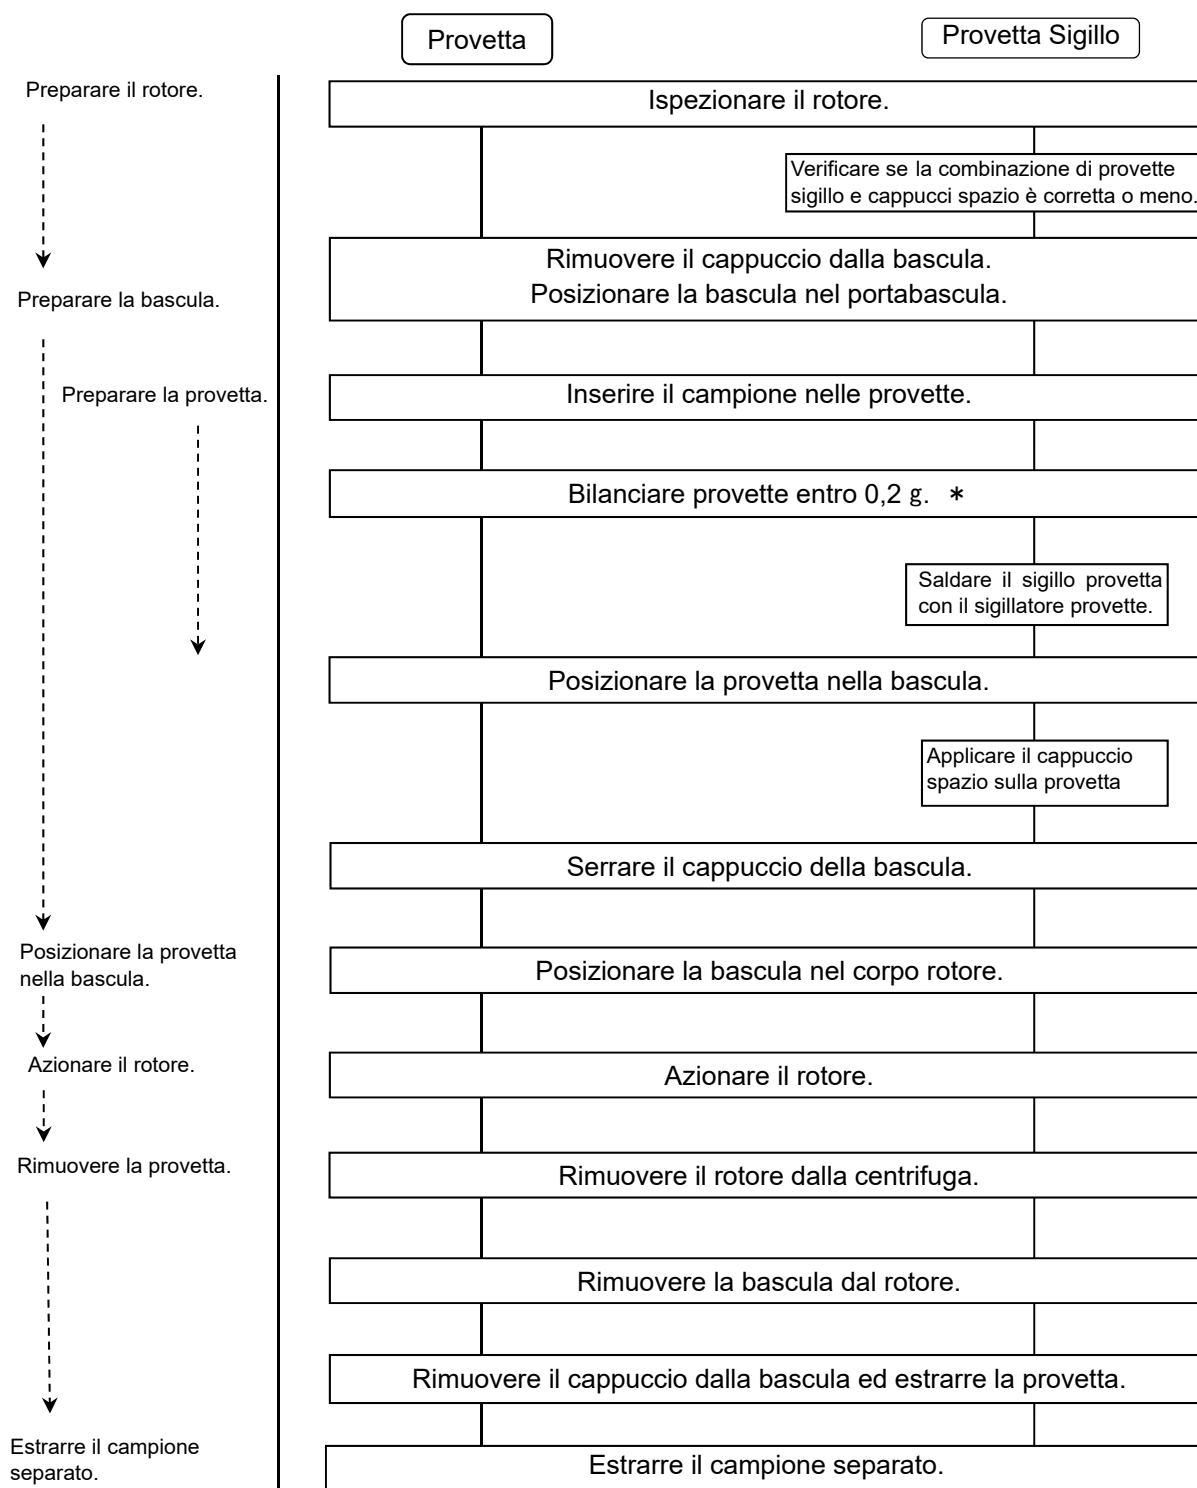 Provetta
Provetta Sigillo
Preparare il rotore.
Ispezionare il rotore.
Verificare se la combinazione di provette
sigillo e cappucci spazio è corretta o meno.
Rimuovere il cappuccio dalla bascula.
Posizionare la bascula nel portabascula.
Preparare la bascula.
Preparare la provetta.
Inserire il campione nelle provette.
Bilanciare provette entro 0,2 g. *
Saldare il sigillo provetta
con il sigillatore provette.
Posizionare la provetta nella bascula.
Applicare il cappuccio
spazio sulla provetta
Serrare il cappuccio della bascula.
Posizionare la provetta
nella bascula.
Posizionare la bascula nel corpo rotore.
Azionare il rotore.
Azionare il rotore.
Rimuovere la provetta.
Rimuovere il rotore dalla centrifuga.
Rimuovere la bascula dal rotore.
Rimuovere il cappuccio dalla bascula ed estrarre la provetta.
Estrarre il campione
separato.
Estrarre il campione separato.